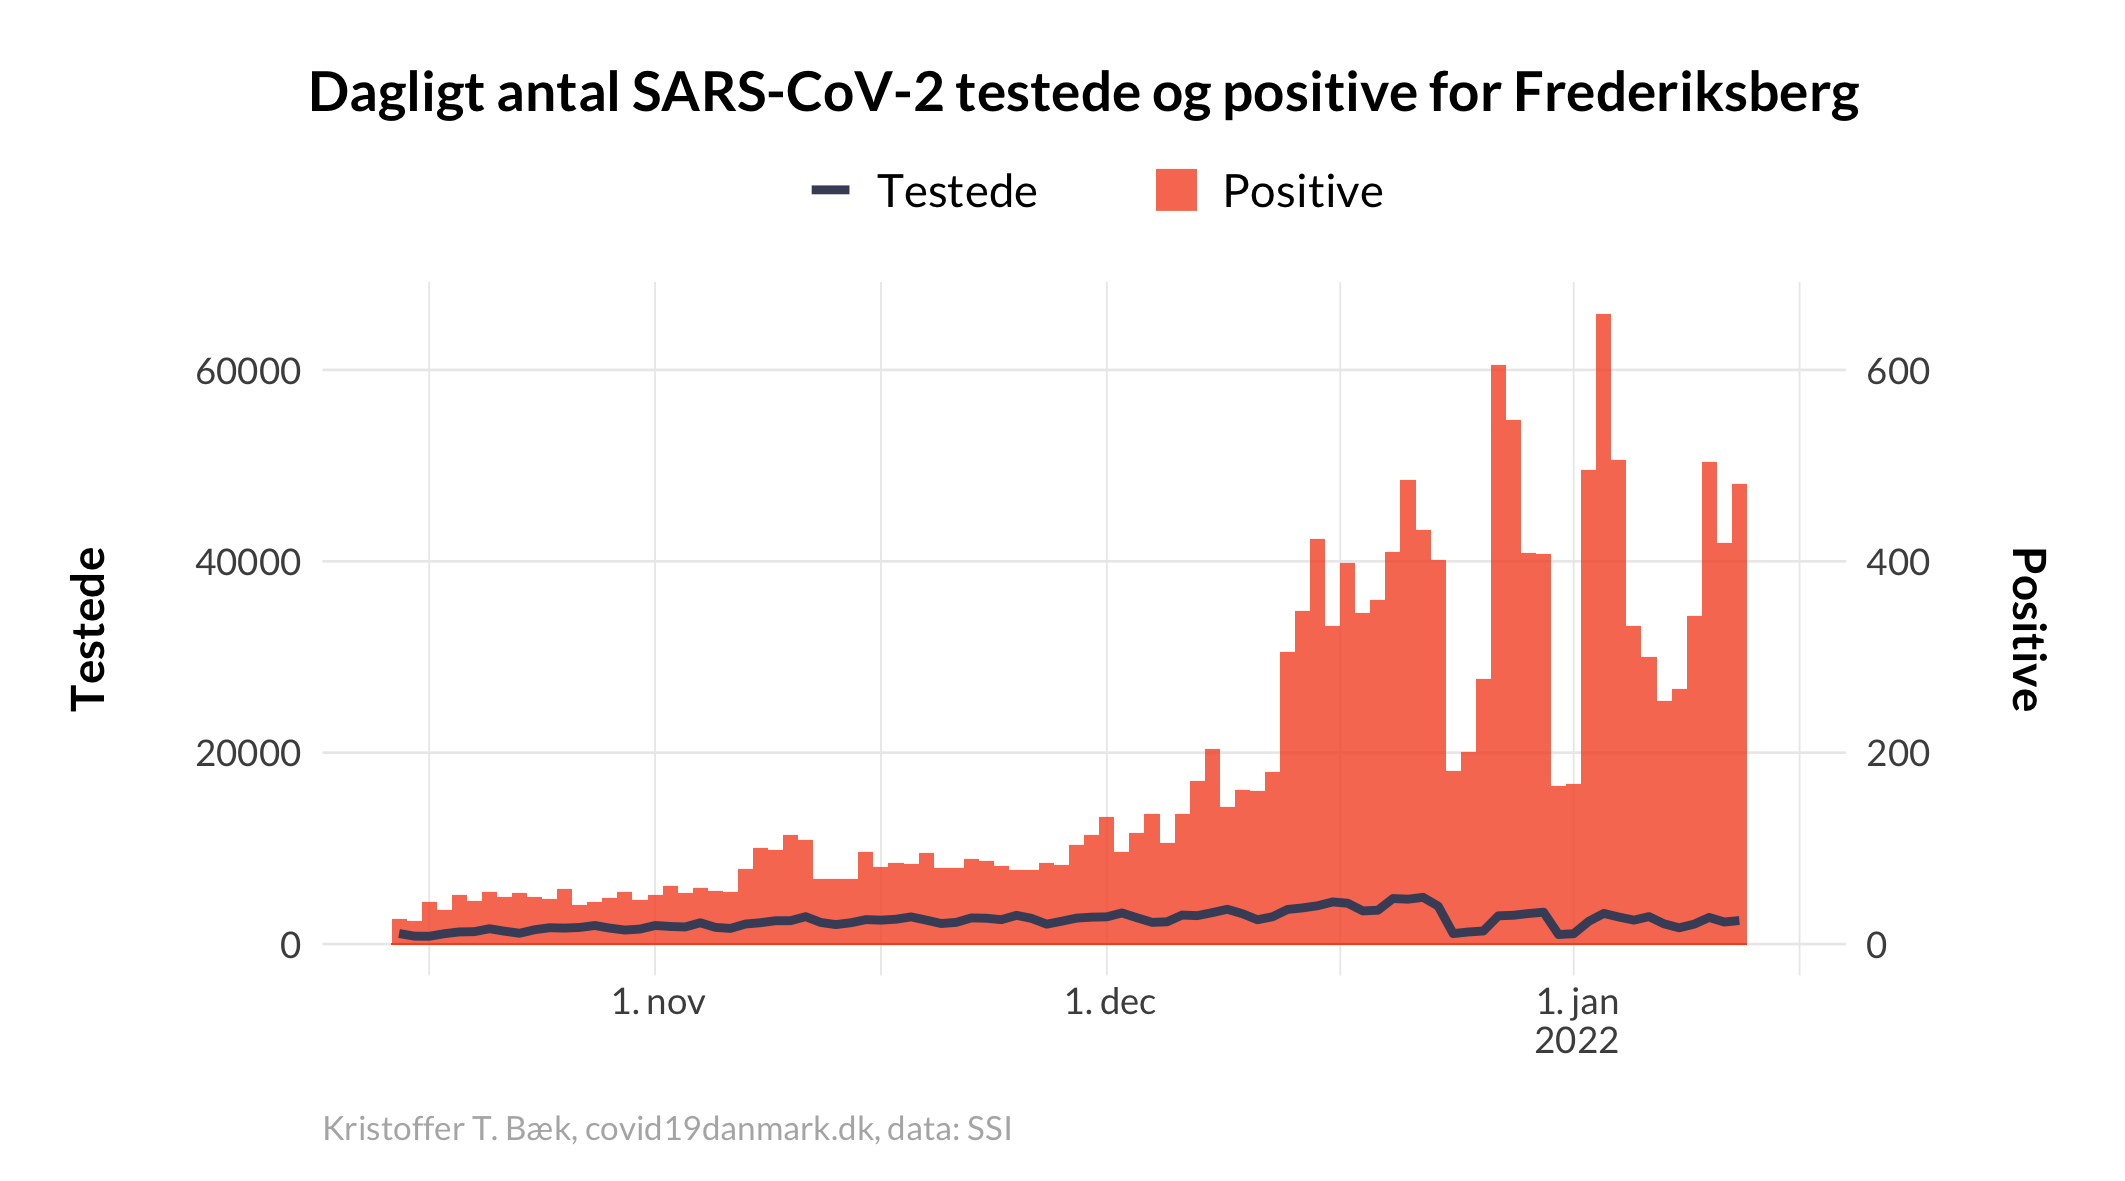 Dagligt antal SARS-CoV-2 testede og positive for Frederiksberg
Testede
Positive
Testede
60000
40000
20000
0
600
400
200
0
Positive
1. nov
1. dec
1. jan
2022
Kristoffer T. Bæk, covid19danmark.dk, data: SSI